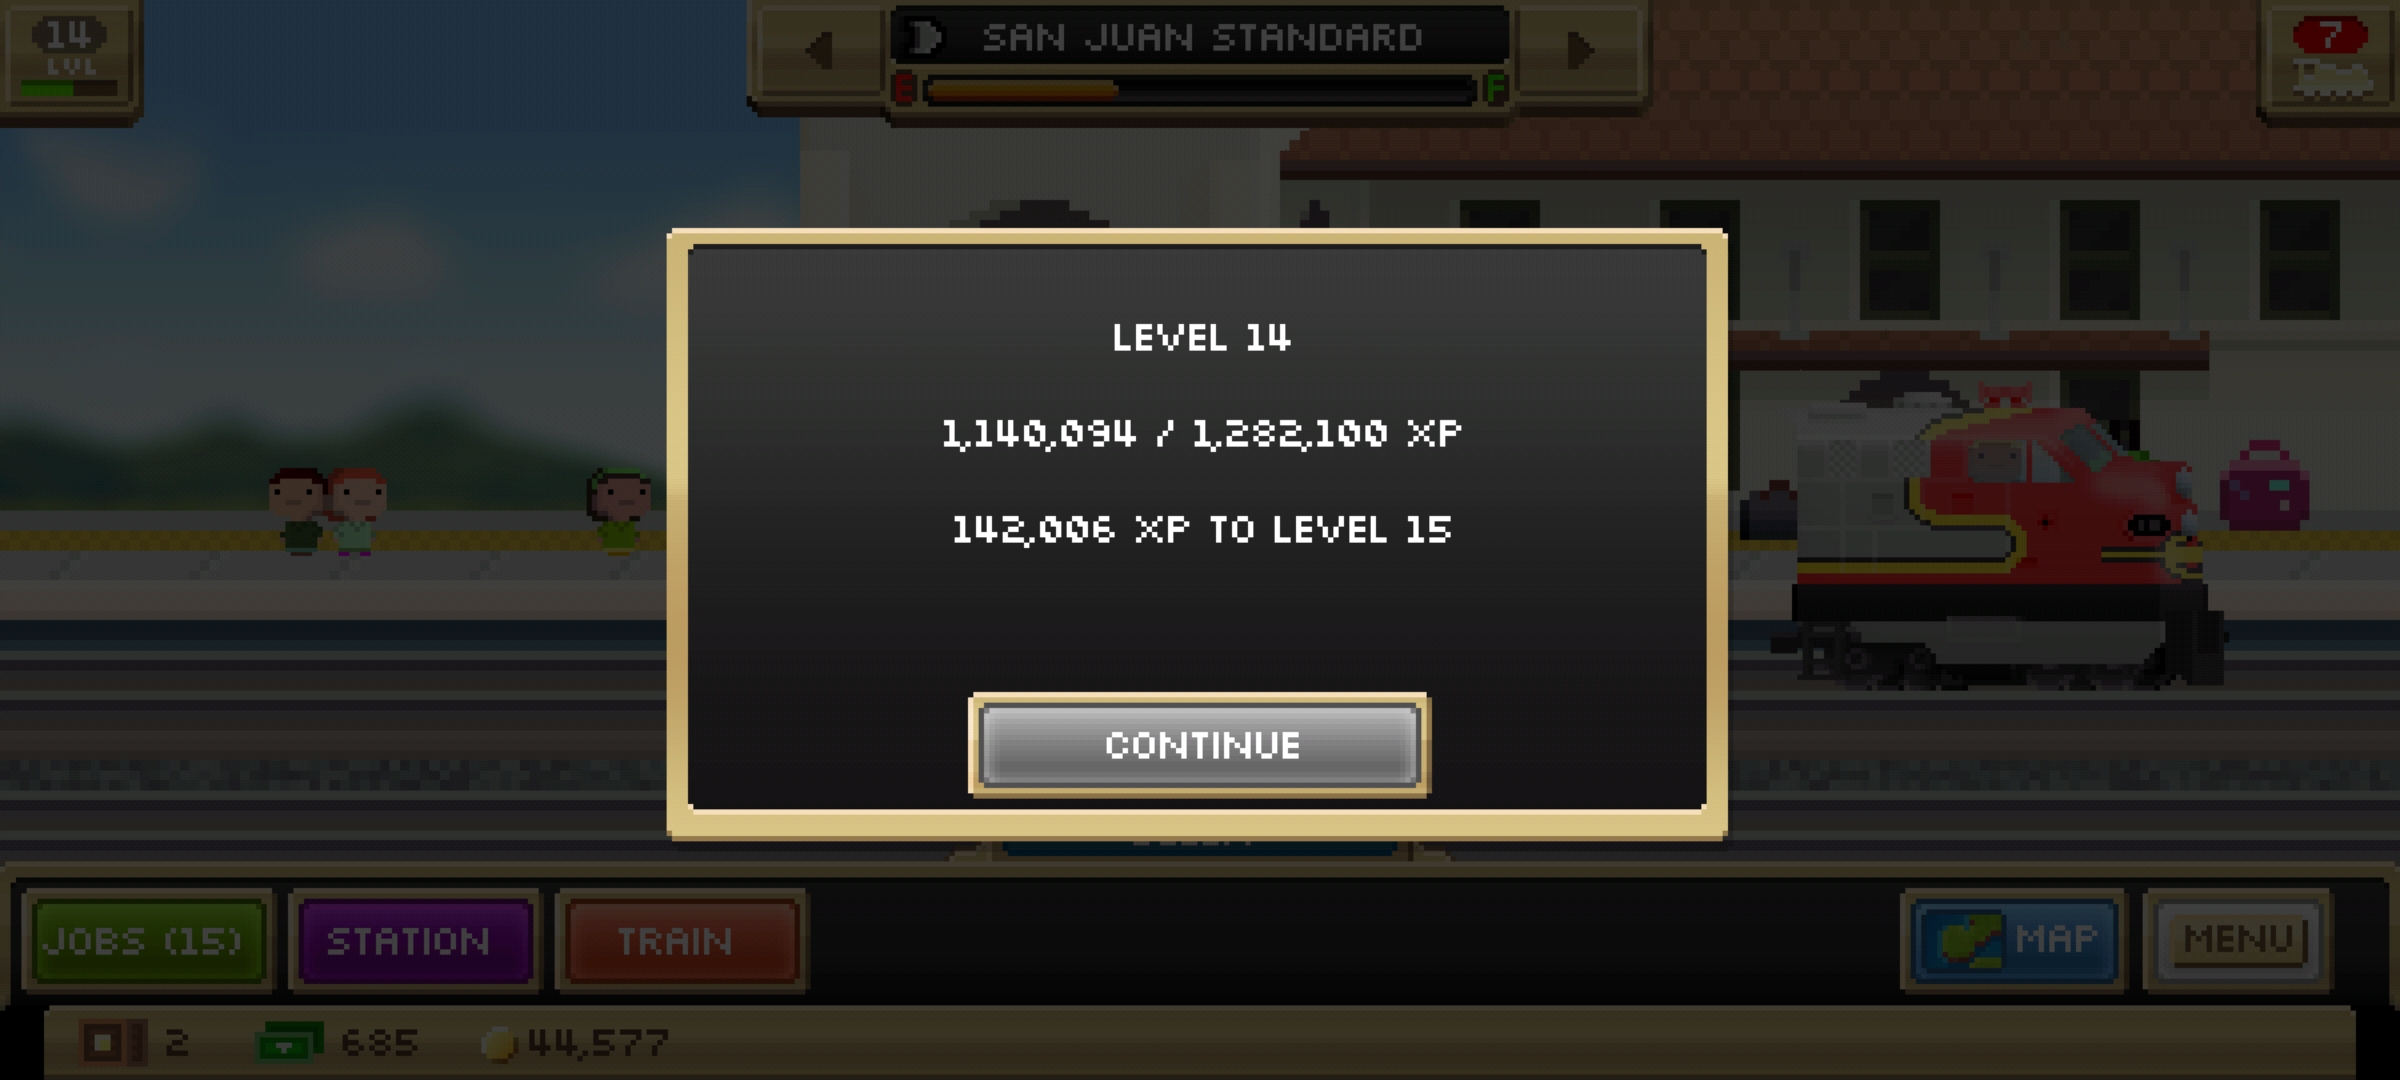 14
LVL
SAN JUAN STANDARD
E
F
7
LEVEL 14
1,140,094 / 1,282,100 XP
142,006 XP TO LEVEL 15
CONTINUE
JOBS (15)
STATION
TRAIN
MAP
MENU
2
685
44,577